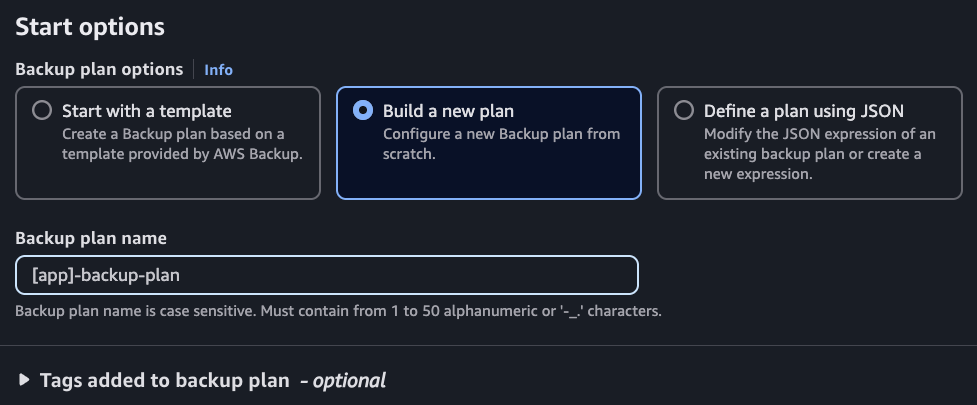 Start options
Backup plan options Info
Start with a template
Create a Backup plan based on a
template provided by AWS Backup.
Build a new plan
Configure a new Backup plan from
scratch.
Define a plan using JSON
Modify the JSON expression of an
existing backup plan or create a
new expression.
Backup plan name
[app]-backup-plan
Backup plan name is case sensitive. Must contain from 1 to 50 alphanumeric or '-_.' characters.
Tags added to backup plan - optional